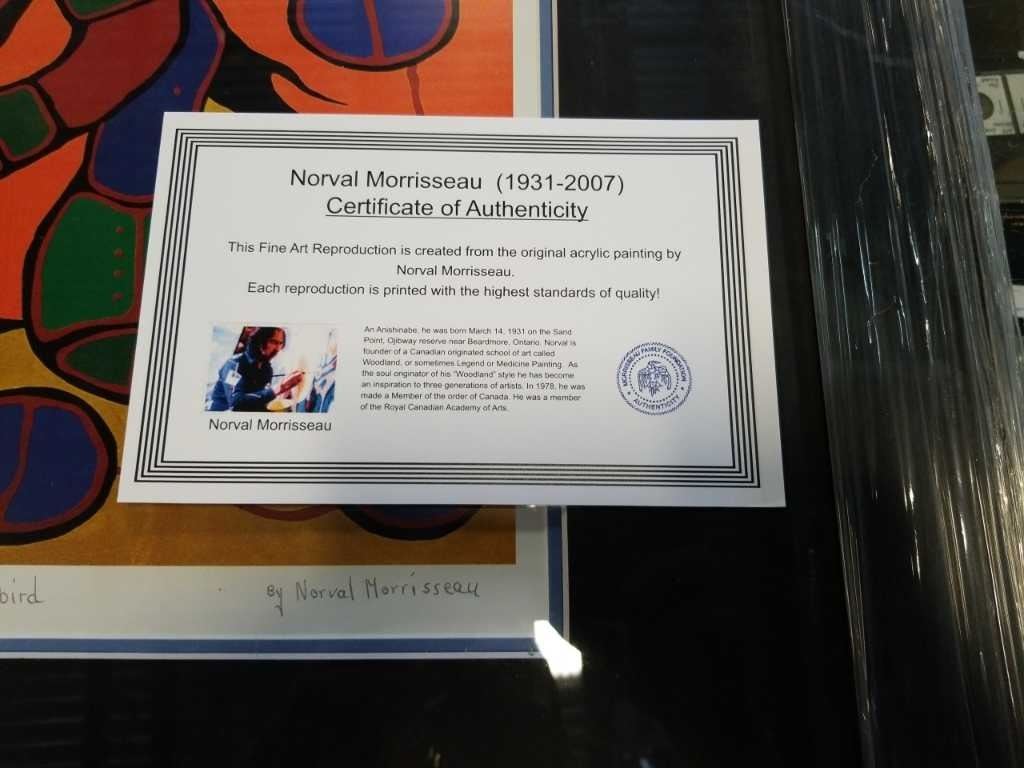 Norval Morrisseau (1931-2007)
Certificate of Authenticity
This Fine Art Reproduction is created from the original acrylic painting by
Norval Morrisseau.
Each reproduction is printed with the highest standards of quality!
An Anishinabe, he was born March 14, 1931 on the Sand
Point, Ojibway reserve near Beardmore, Ontario. Norval is
founder of a Canadian originated school of art called
Woodland, or sometimes Legend or Medicine Painting. As
the soul originator of his "Woodland" style he has become
an inspiration to three generations of artists. In 1978, he was
made a Member of the order of Canada. He was a member
of the Royal Canadian Academy of Arts.
Norval Morrisseau
MORRISSEAU FAMILY FOUNDATION
AUTHENTICITY
bird
By Norval Morrisseau